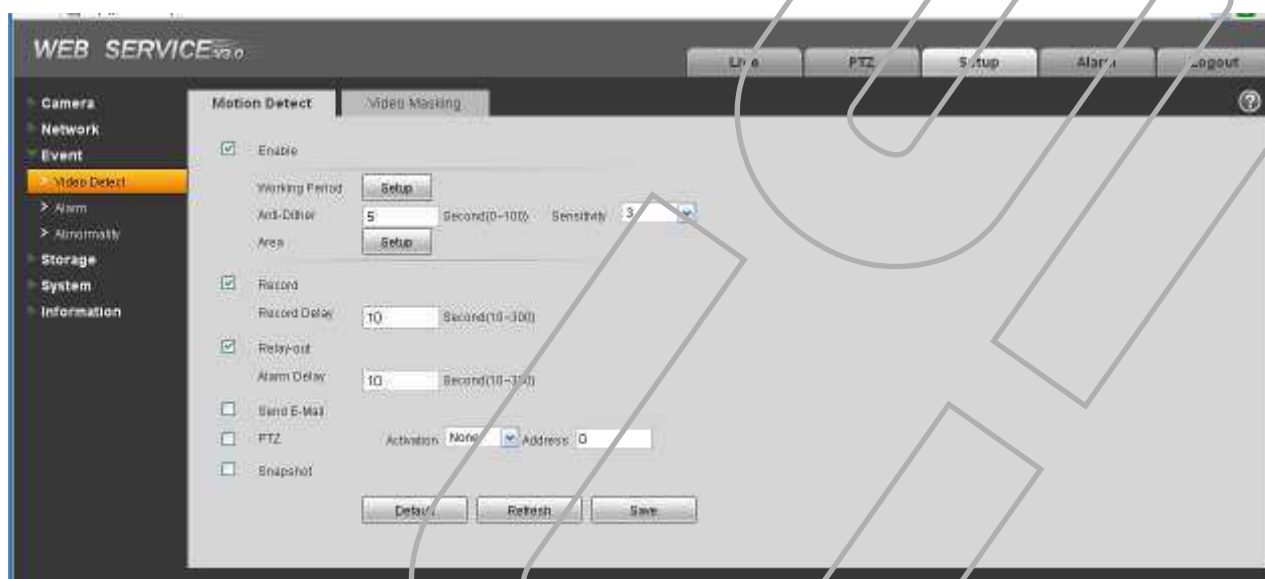 WEB SERVICE V3.0
Live PTZ Setup Alarm Logout
Camera
Network
Event
> Video Detect
> Alarm
> Abnormality
Storage
System
Information
Motion Detect Video Masking
Enable
Working Period Setup
Anti-Dither 5 Second(0~100) Sensitivity 3
Area Setup
Record
Record Delay 10 Second(10~300)
Relay-out
Alarm Delay 10 Second(10~300)
Send E-Mail
PTZ Activation None Address 0
Snapshot
Default Refresh Save